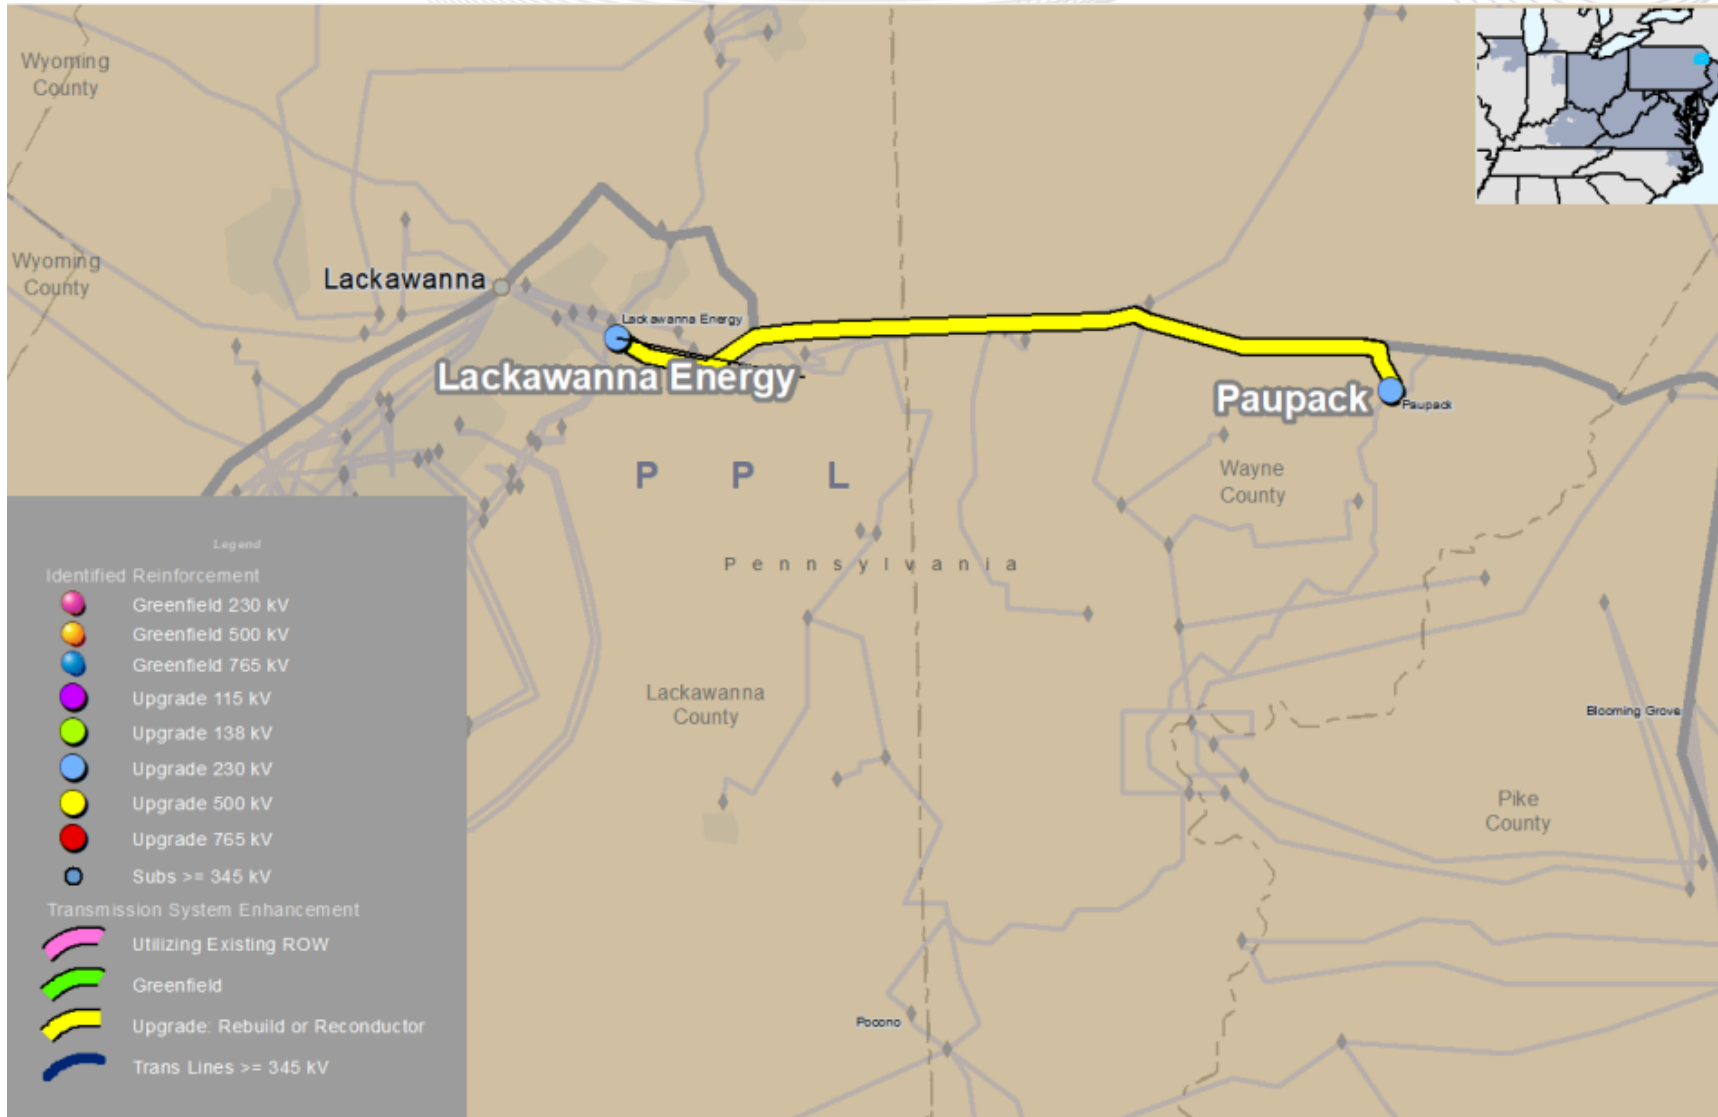 Wyoming
County
Wyoming
County
Lackawanna
Lackawanna Energy
Lackawanna Energy
Paupack
Paupack
P P L
Wayne
County
Pennsylvania
Lackawanna
County
Blooming Grove
Pike
County
Pocono
Legend
Identified Reinforcement
Greenfield 230 kV
Greenfield 500 kV
Greenfield 765 kV
Upgrade 115 kV
Upgrade 138 kV
Upgrade 230 kV
Upgrade 500 kV
Upgrade 765 kV
Subs >= 345 kV
Transmission System Enhancement
Utilizing Existing ROW
Greenfield
Upgrade: Rebuild or Reconductor
Trans Lines >= 345 kV